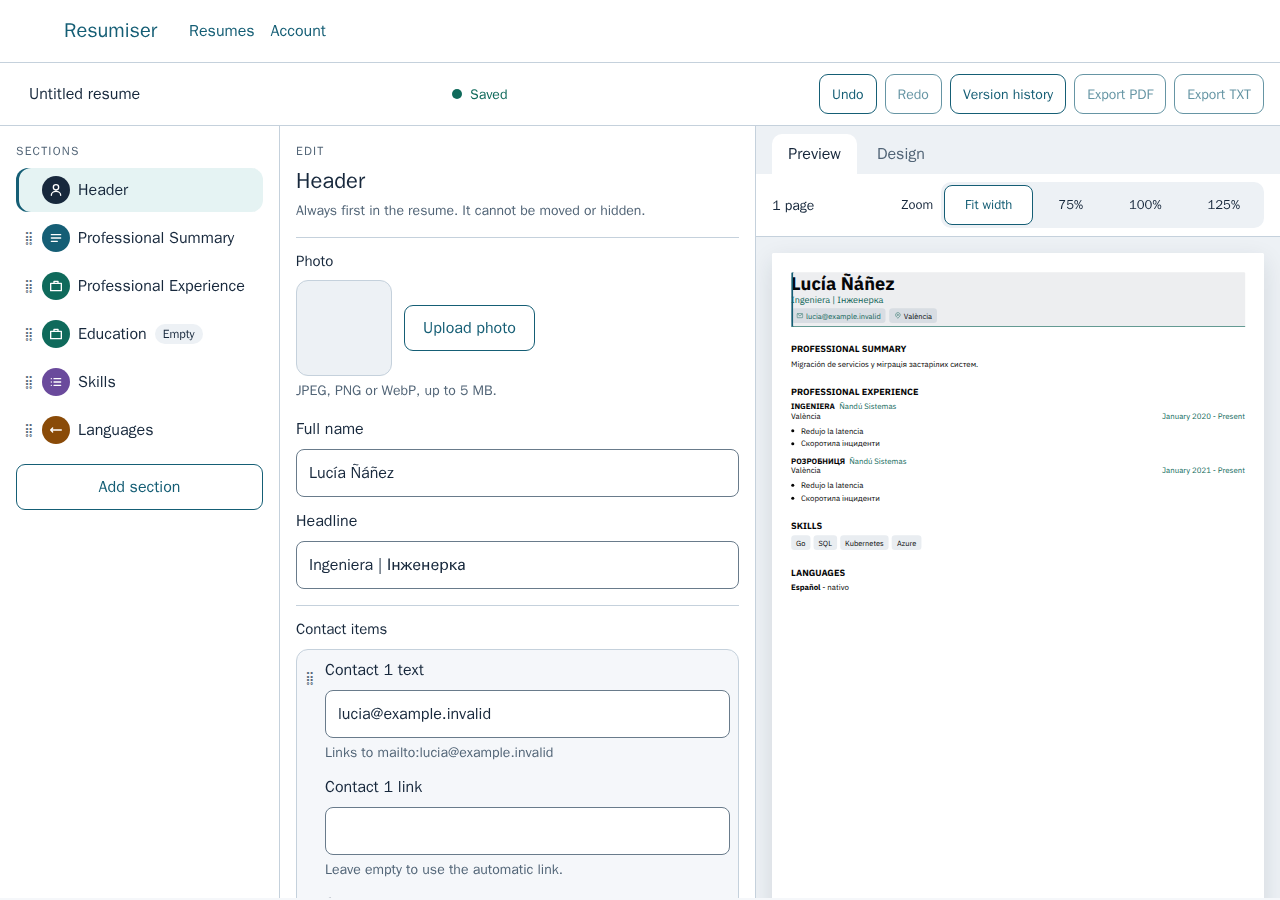 Resumiser
Resumes
Account
Untitled resume
Saved
Undo
Redo
Version history
Export PDF
Export TXT
SECTIONS
Header
Professional Summary
Professional Experience
Education
Empty
Skills
Languages
Add section
EDIT
Header
Always first in the resume. It cannot be moved or hidden.
Photo
Upload photo
JPEG, PNG or WebP, up to 5 MB.
Full name
Lucía Ñáñez
Headline
Ingeniera | Інженерка
Contact items
Contact 1 text
lucia@example.invalid
Links to mailto:lucia@example.invalid
Contact 1 link
Leave empty to use the automatic link.
Preview
Design
1 page
Zoom
Fit width
75%
100%
125%
Lucía Ñáñez
Ingeniera | Інженерка
lucia@example.invalid
València
PROFESSIONAL SUMMARY
Migración de servicios y міграція застарілих систем.
PROFESSIONAL EXPERIENCE
INGENIERA Ñandú Sistemas
València
January 2020 - Present
Redujo la latencia
Скоротила інциденти
РОЗРОБНИЦЯ Ñandú Sistemas
València
January 2021 - Present
Redujo la latencia
Скоротила інциденти
SKILLS
Go
SQL
Kubernetes
Azure
LANGUAGES
Español - nativo